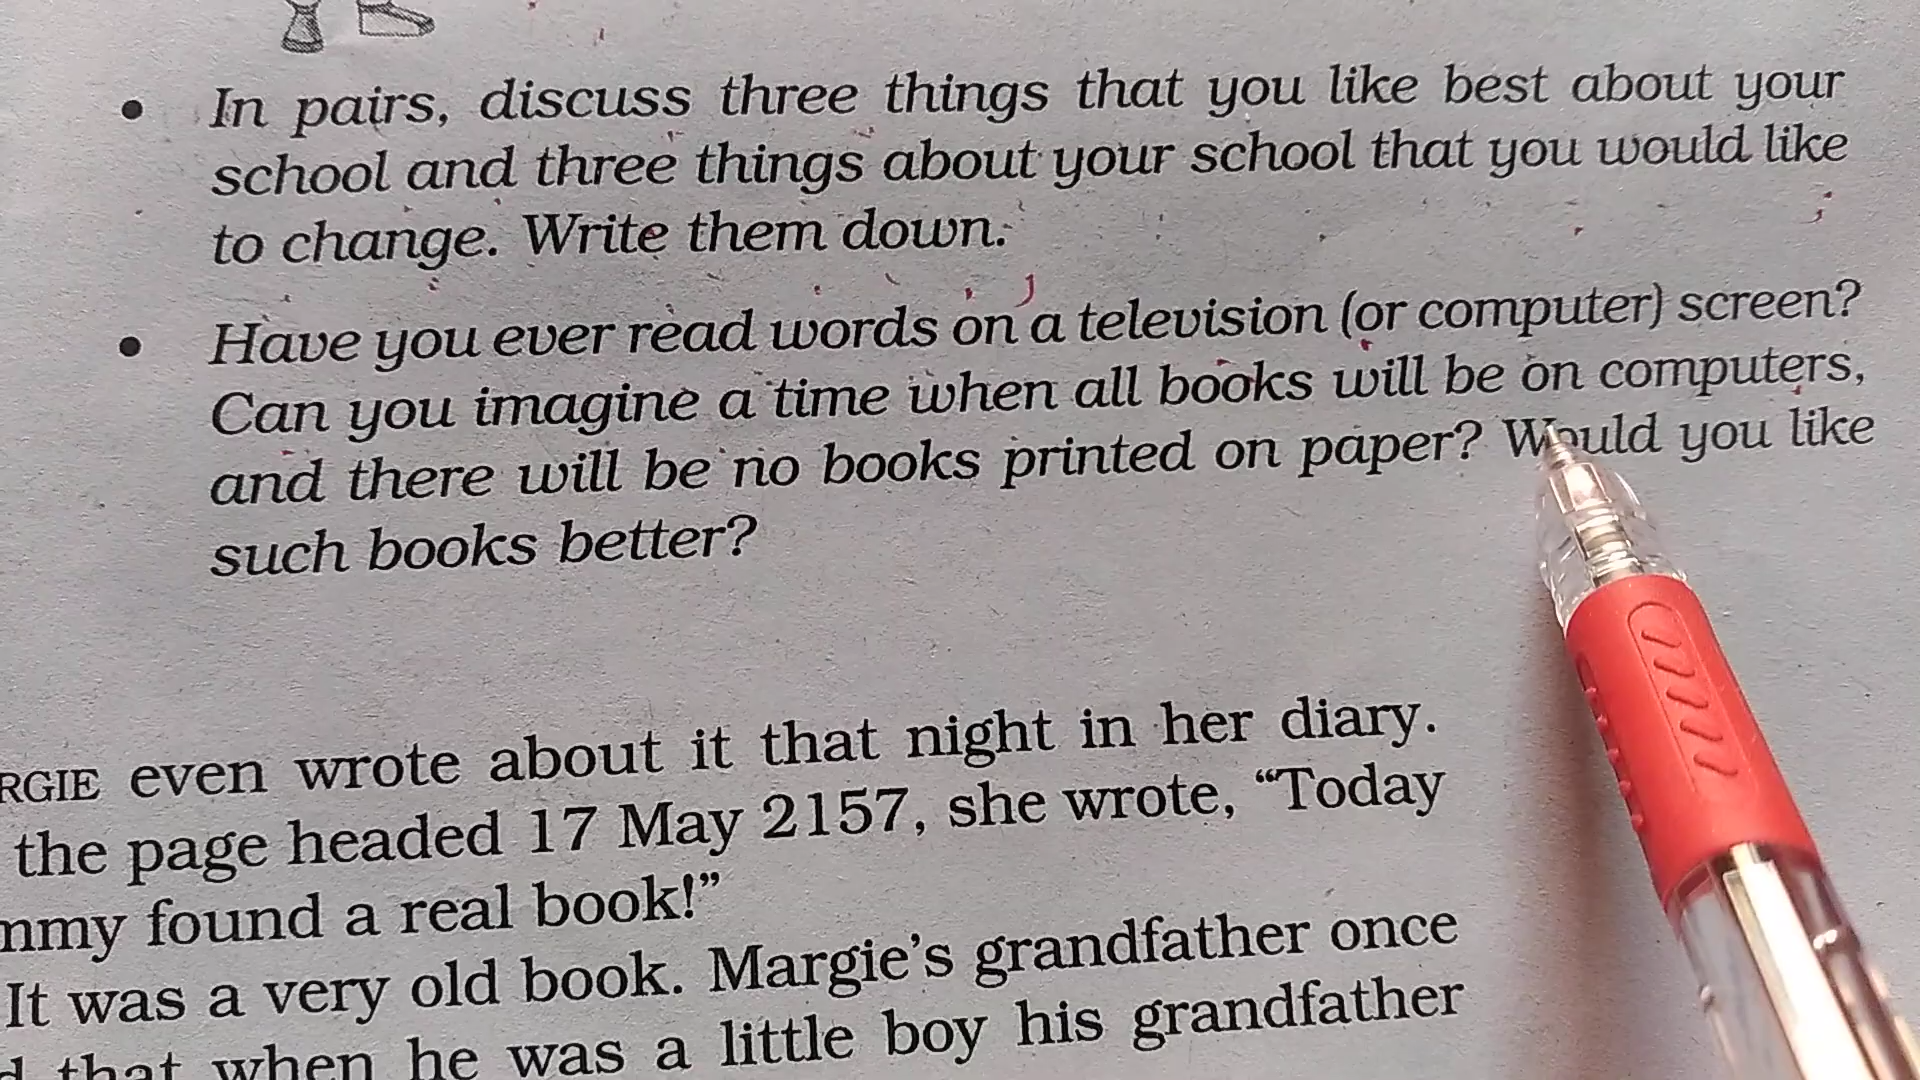 • In pairs, discuss three things that you like best about your
school and three things about your school that you would like
to change. Write them down.
• Have you ever read words on a television (or computer) screen?
Can you imagine a time when all books will be on computers,
and there will be no books printed on paper? Would you like
such books better?
RGIE even wrote about it that night in her diary.
the page headed 17 May 2157, she wrote, “Today
mmy found a real book!”
It was a very old book. Margie’s grandfather once
d that when he was a little boy his grandfather